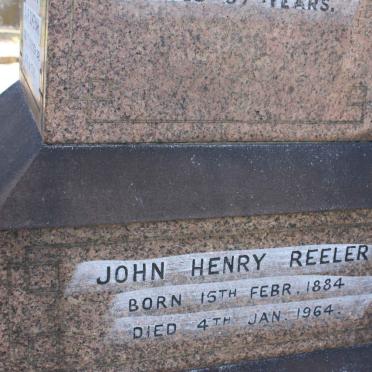 YEARS.
JOHN HENRY REELER
BORN 15TH FEBR. 1884
DIED 4TH JAN. 1964.